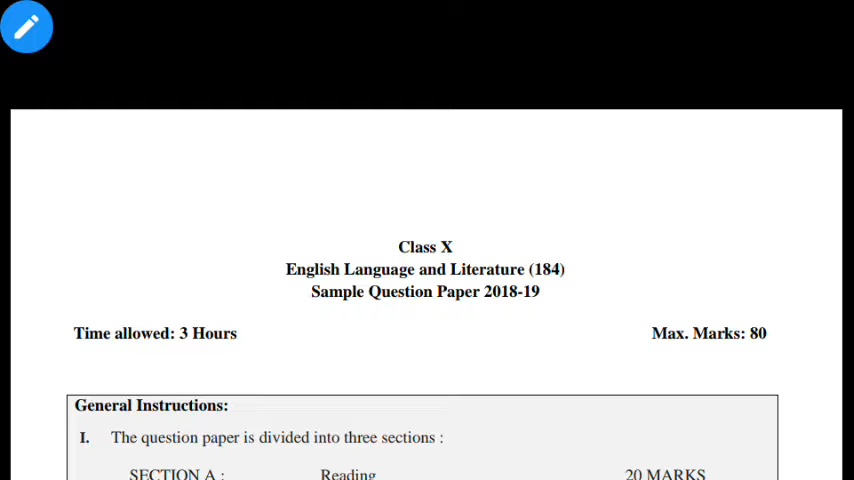 Class X
English Language and Literature (184)
Sample Question Paper 2018-19
Time allowed: 3 Hours Max. Marks: 80
General Instructions:
I. The question paper is divided into three sections :
SECTION A : Reading 20 MARKS